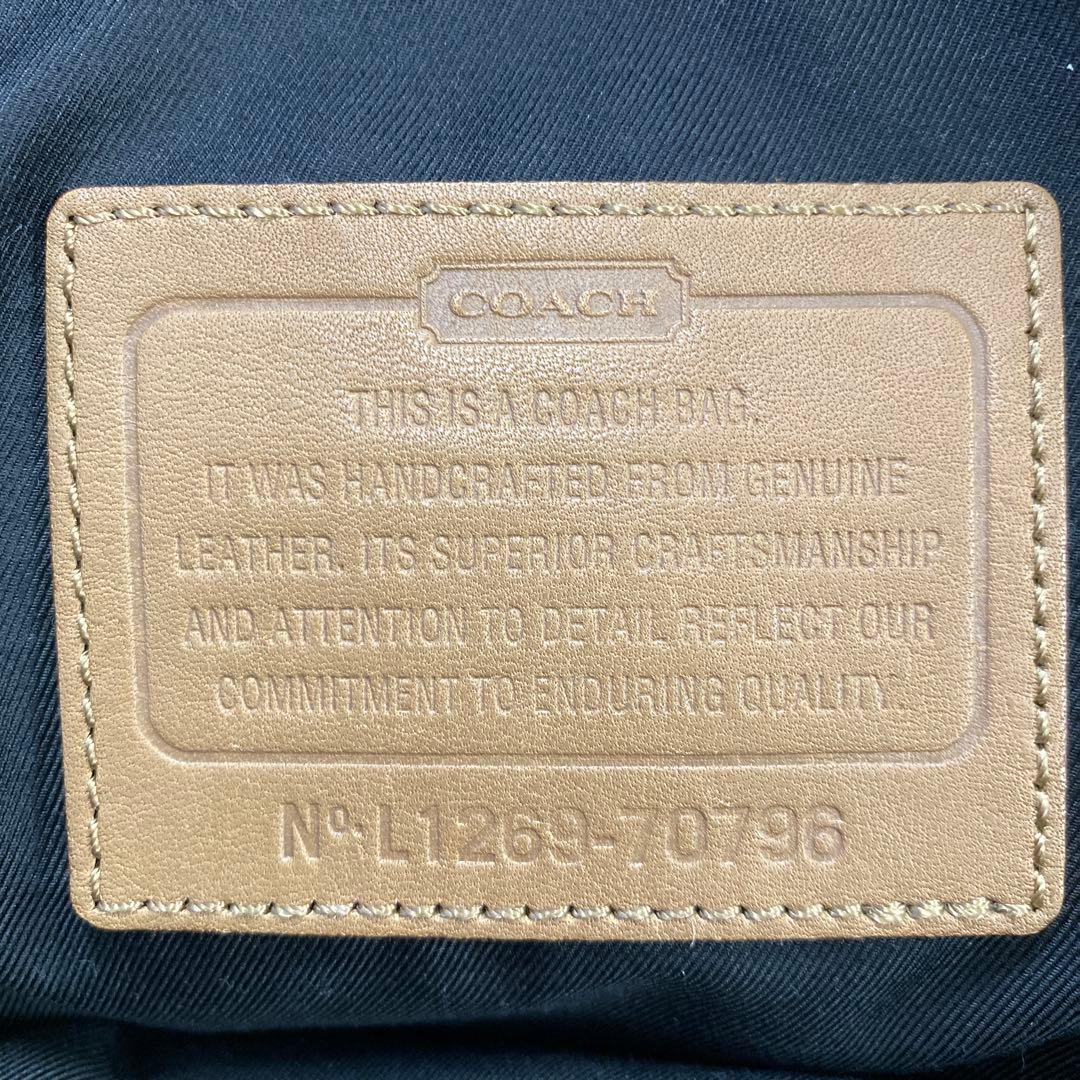 COACH
THIS IS A COACH BAG.
IT WAS HANDCRAFTED FROM GENUINE
LEATHER. ITS SUPERIOR CRAFTSMANSHIP
AND ATTENTION TO DETAIL REFLECT OUR
COMMITMENT TO ENDURING QUALITY.
No. L1269-70796